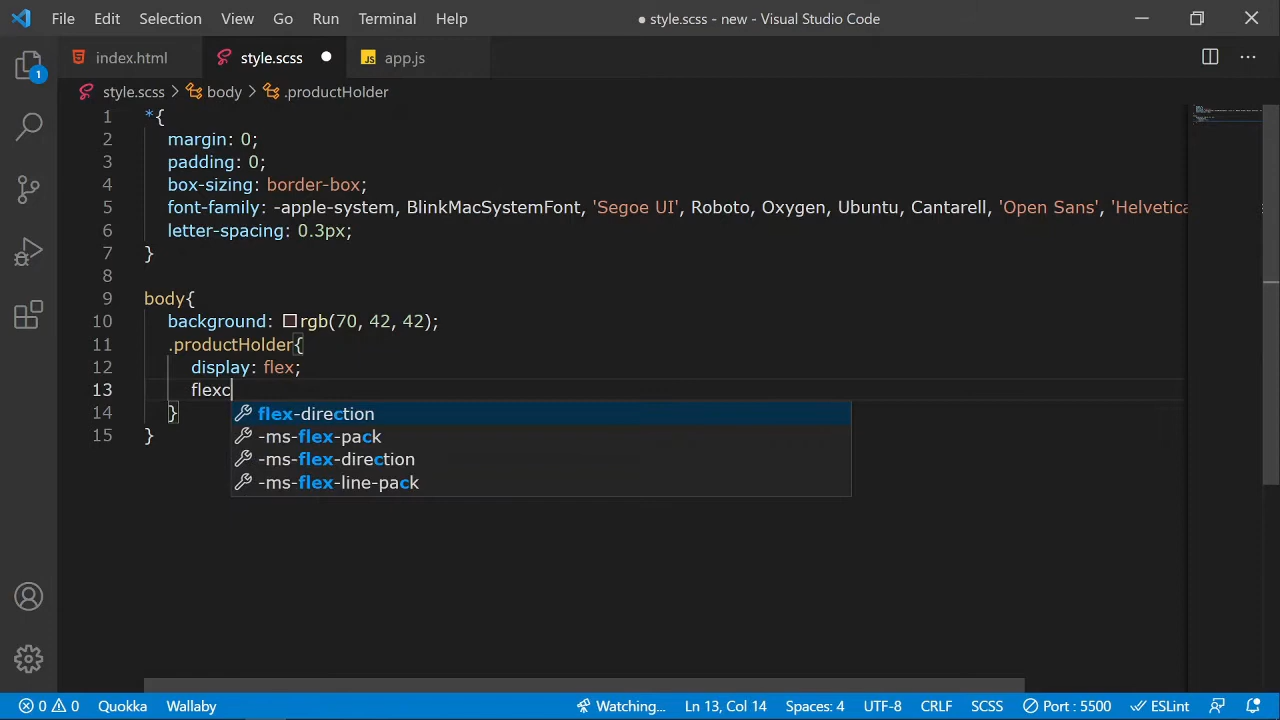 File Edit Selection View Go Run Terminal Help ● style.scss - new - Visual Studio Code
index.html style.scss JS app.js
1
style.scss > body > .productHolder
1 *{
2 margin: 0;
3 padding: 0;
4 box-sizing: border-box;
5 font-family: -apple-system, BlinkMacSystemFont, 'Segoe UI', Roboto, Oxygen, Ubuntu, Cantarell, 'Open Sans', 'Helvetica
6 letter-spacing: 0.3px;
7 }
8
9 body{
10 background: rgb(70, 42, 42);
11 .productHolder{
12 display: flex;
13 flexc
flex-direction
14 }
-ms-flex-pack
15 }
-ms-flex-direction
-ms-flex-line-pack
0 0 Quokka Wallaby Watching... Ln 13, Col 14 Spaces: 4 UTF-8 CRLF SCSS Port : 5500 ESLint